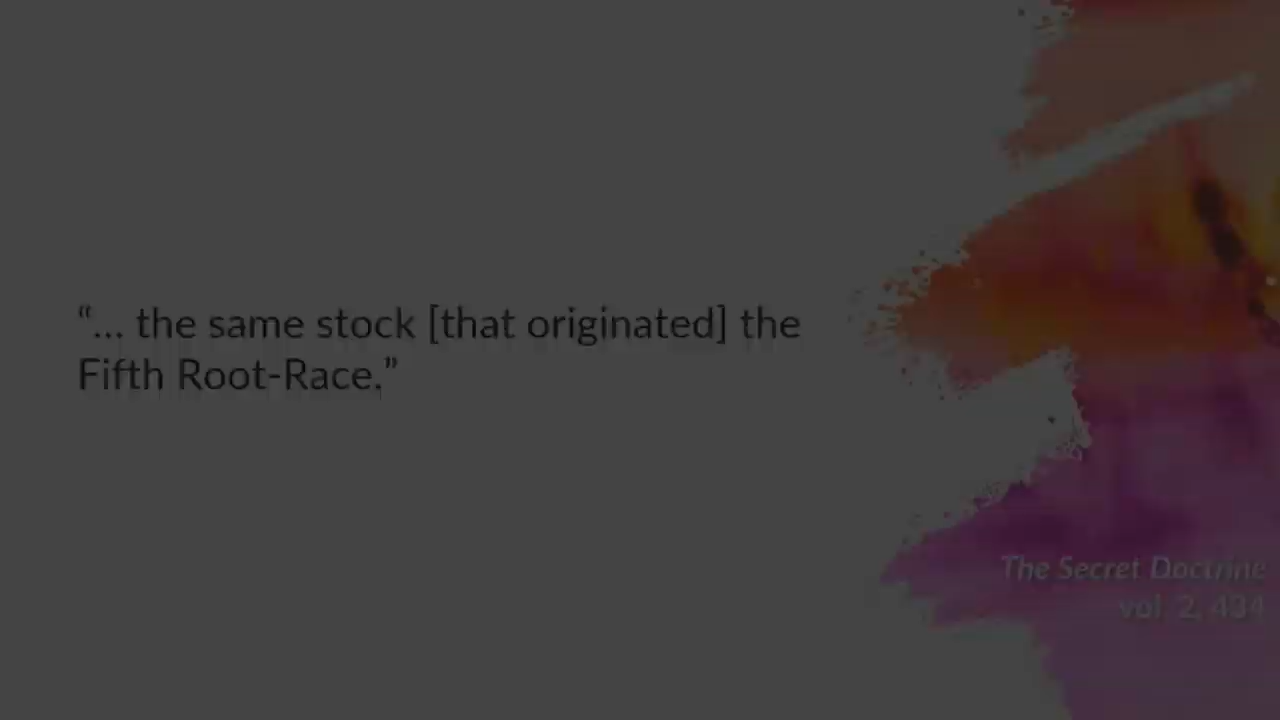 “... the same stock [that originated] the
Fifth Root-Race.”
The Secret Doctrine
vol. 2, 434